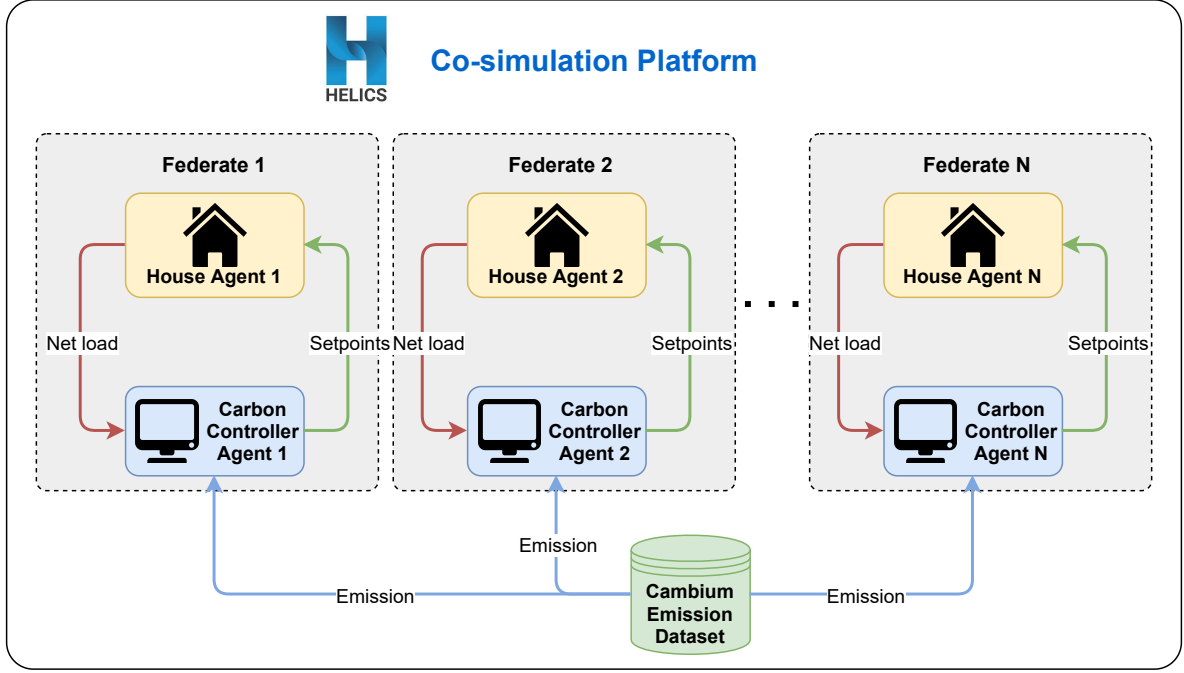 HELICS
Co-simulation Platform
Federate 1
House Agent 1
Net load
Setpoints
Carbon
Controller
Agent 1
Federate 2
House Agent 2
Net load
Setpoints
Carbon
Controller
Agent 2
. . .
Federate N
House Agent N
Net load
Setpoints
Carbon
Controller
Agent N
Emission
Emission
Emission
Cambium
Emission
Dataset